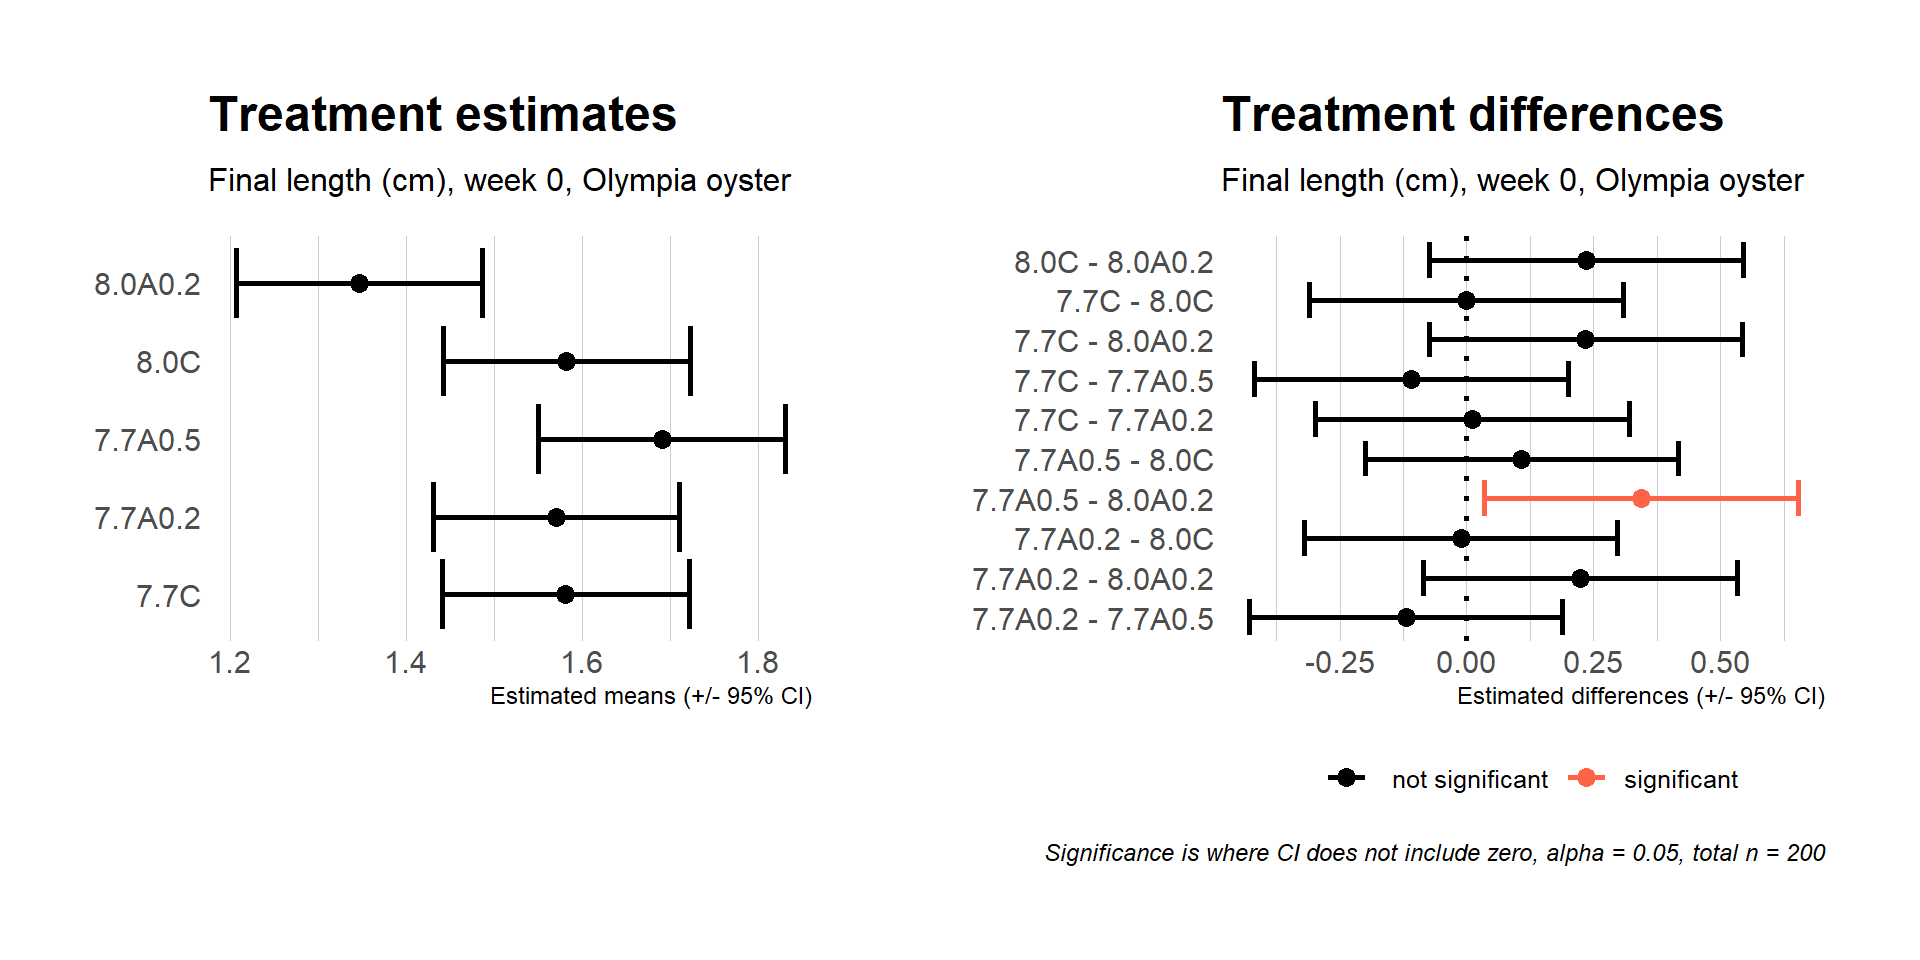 Treatment estimates
Final length (cm), week 0, Olympia oyster
8.0A0.2
8.0C
7.7A0.5
7.7A0.2
7.7C
1.2 1.4 1.6 1.8
Estimated means (+/- 95% CI)
Treatment differences
Final length (cm), week 0, Olympia oyster
8.0C - 8.0A0.2
7.7C - 8.0C
7.7C - 8.0A0.2
7.7C - 7.7A0.5
7.7C - 7.7A0.2
7.7A0.5 - 8.0C
7.7A0.5 - 8.0A0.2
7.7A0.2 - 8.0C
7.7A0.2 - 8.0A0.2
7.7A0.2 - 7.7A0.5
-0.25 0.00 0.25 0.50
Estimated differences (+/- 95% CI)
not significant significant
Significance is where CI does not include zero, alpha = 0.05, total n = 200